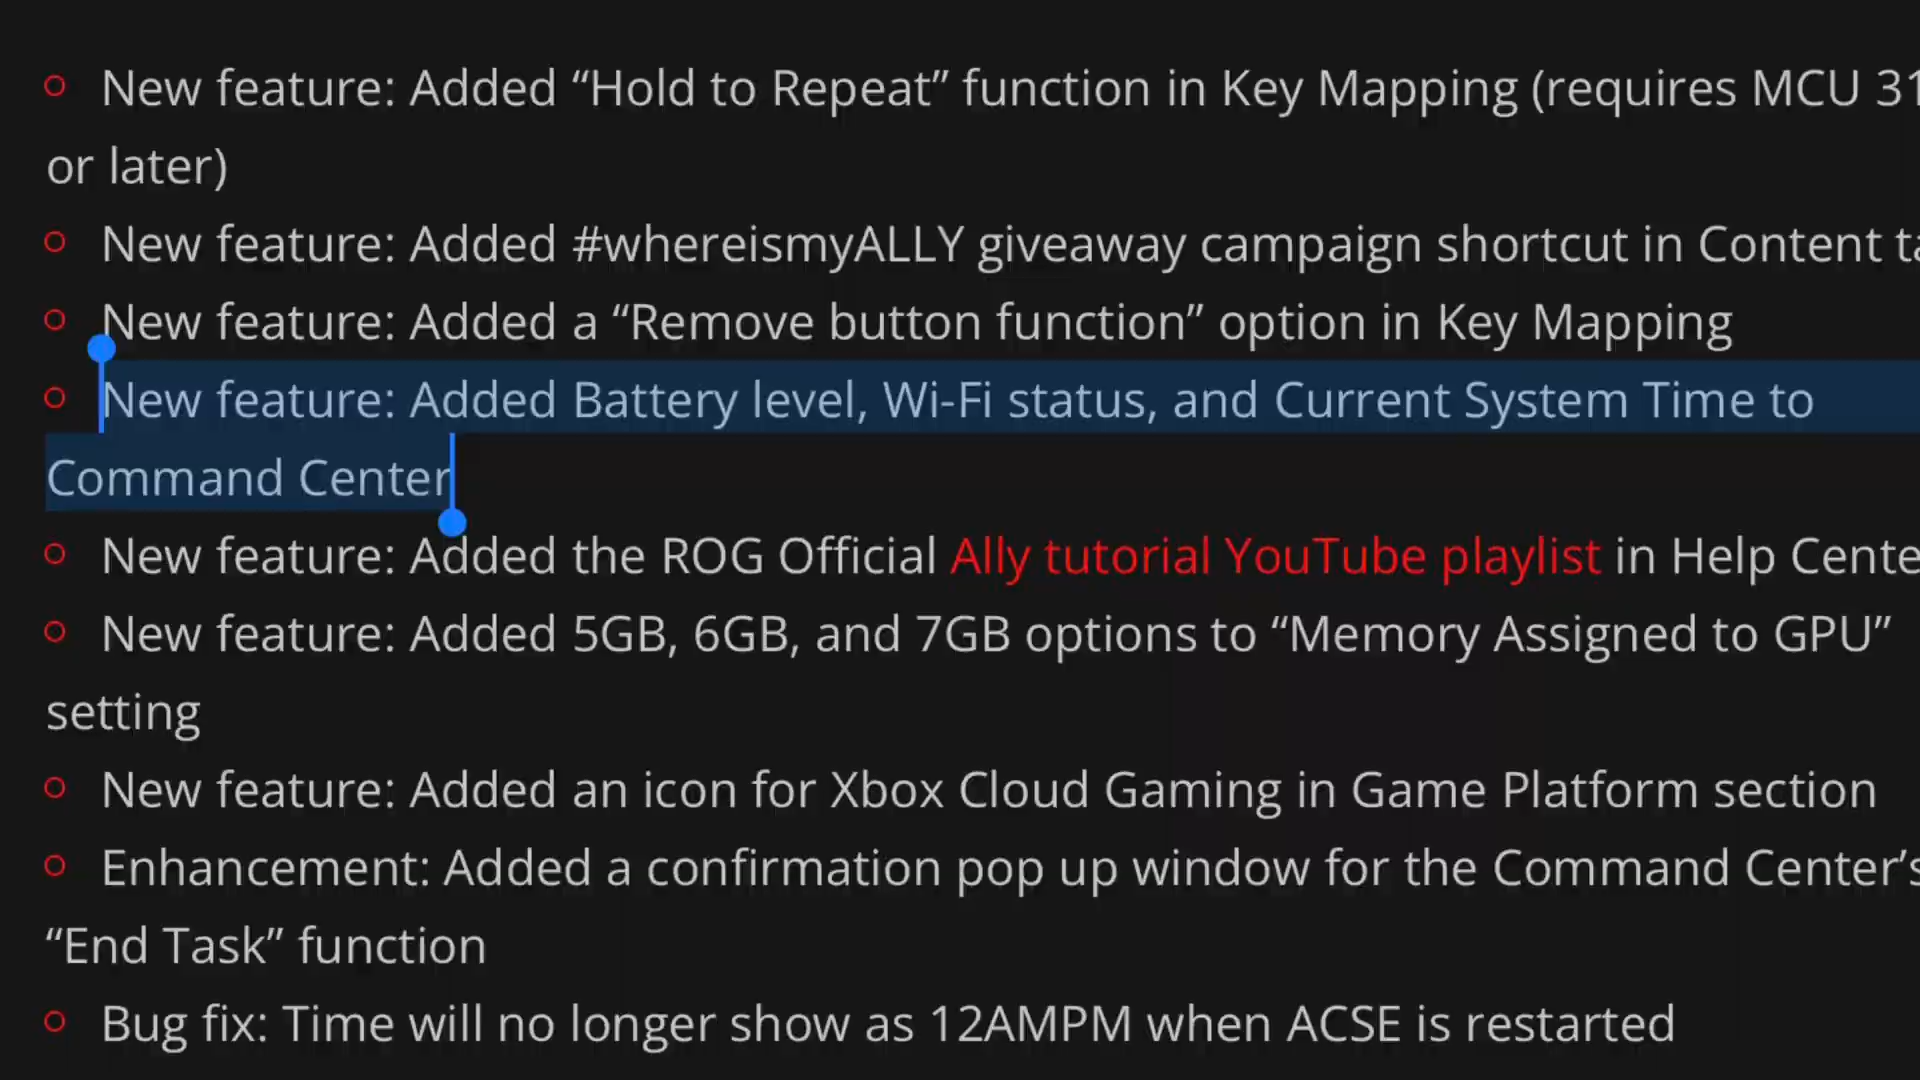 New feature: Added “Hold to Repeat” function in Key Mapping (requires MCU
or later)
New feature: Added #whereismyALLY giveaway campaign shortcut in Content
New feature: Added a “Remove button function” option in Key Mapping
New feature: Added Battery level, Wi-Fi status, and Current System Time to
Command Center
New feature: Added the ROG Official Ally tutorial YouTube playlist in Help
New feature: Added 5GB, 6GB, and 7GB options to “Memory Assigned to GPU”
setting
New feature: Added an icon for Xbox Cloud Gaming in Game Platform section
Enhancement: Added a confirmation pop up window for the Command Center’s
“End Task” function
Bug fix: Time will no longer show as 12AMPM when ACSE is restarted